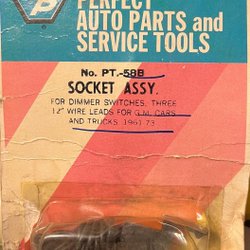 PERFECT
AUTO PARTS and
SERVICE TOOLS
P
No. PT.-58B
SOCKET ASSY.
FOR DIMMER SWITCHES. THREE
12" WIRE LEADS FOR G.M. CARS
AND TRUCKS 1961-73